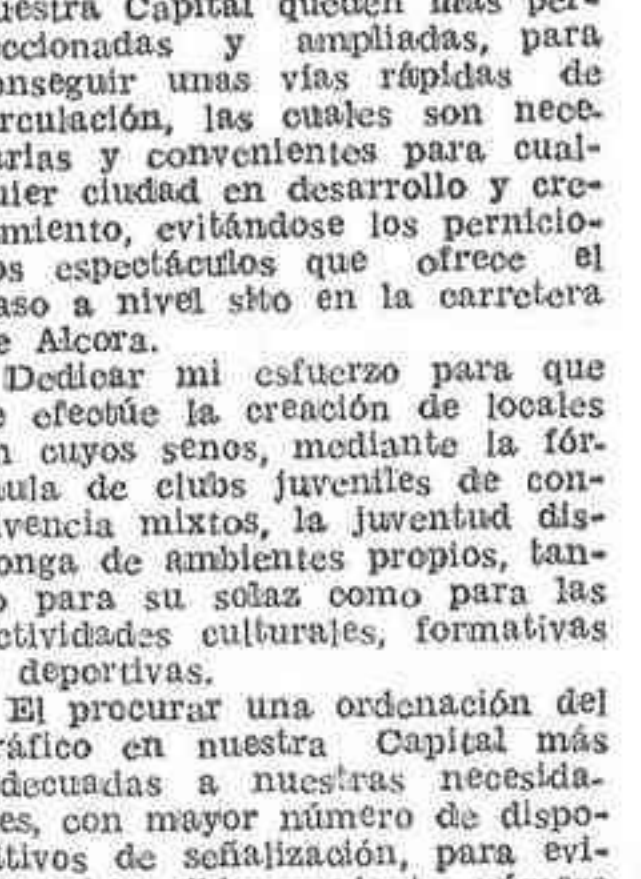 uestra Capital queden más per-
eccionadas y ampliadas, para
onseguir unas vías rápidas de
rculación, las cuales son nece-
arias y convenientes para cual-
uier ciudad en desarrollo y cre-
miento, evitándose los pernicio-
os espectáculos que ofrece el
aso a nivel sito en la carretera
e Alcora.
Dedicar mi esfuerzo para que
e efectúe la creación de locales
n cuyos senos, mediante la fór-
ula de clubs juveniles de con-
vencia mixtos, la juventud dis-
onga de ambientes propios, tan-
o para su solaz como para las
ctividades culturales, formativas
deportivas.
El procurar una ordenación del
ráfico en nuestra Capital más
decuadas a nuestras necesida-
es, con mayor número de dispo-
itivos de señalización, para evi-